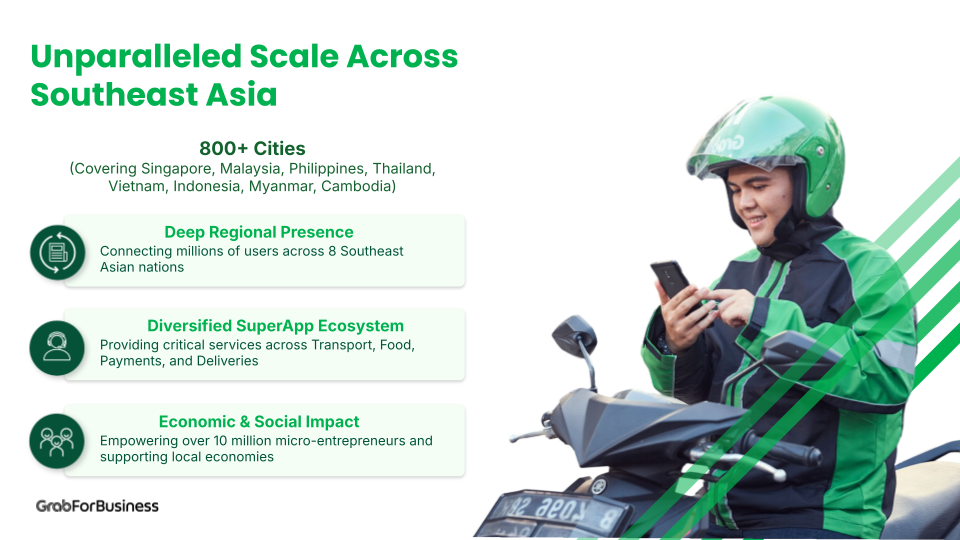 Unparalleled Scale Across
Southeast Asia
800+ Cities
(Covering Singapore, Malaysia, Philippines, Thailand,
Vietnam, Indonesia, Myanmar, Cambodia)
Deep Regional Presence
Connecting millions of users across 8 Southeast
Asian nations
Diversified SuperApp Ecosystem
Providing critical services across Transport, Food,
Payments, and Deliveries
Economic & Social Impact
Empowering over 10 million micro-entrepreneurs and
supporting local economies
GrabForBusiness
Grab